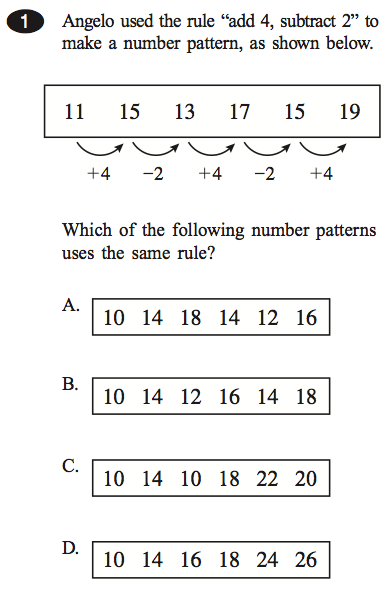 1 Angelo used the rule “add 4, subtract 2” to
make a number pattern, as shown below.
11 15 13 17 15 19
+4 −2 +4 −2 +4
Which of the following number patterns
uses the same rule?
A. 10 14 18 14 12 16
B. 10 14 12 16 14 18
C. 10 14 10 18 22 20
D. 10 14 16 18 24 26